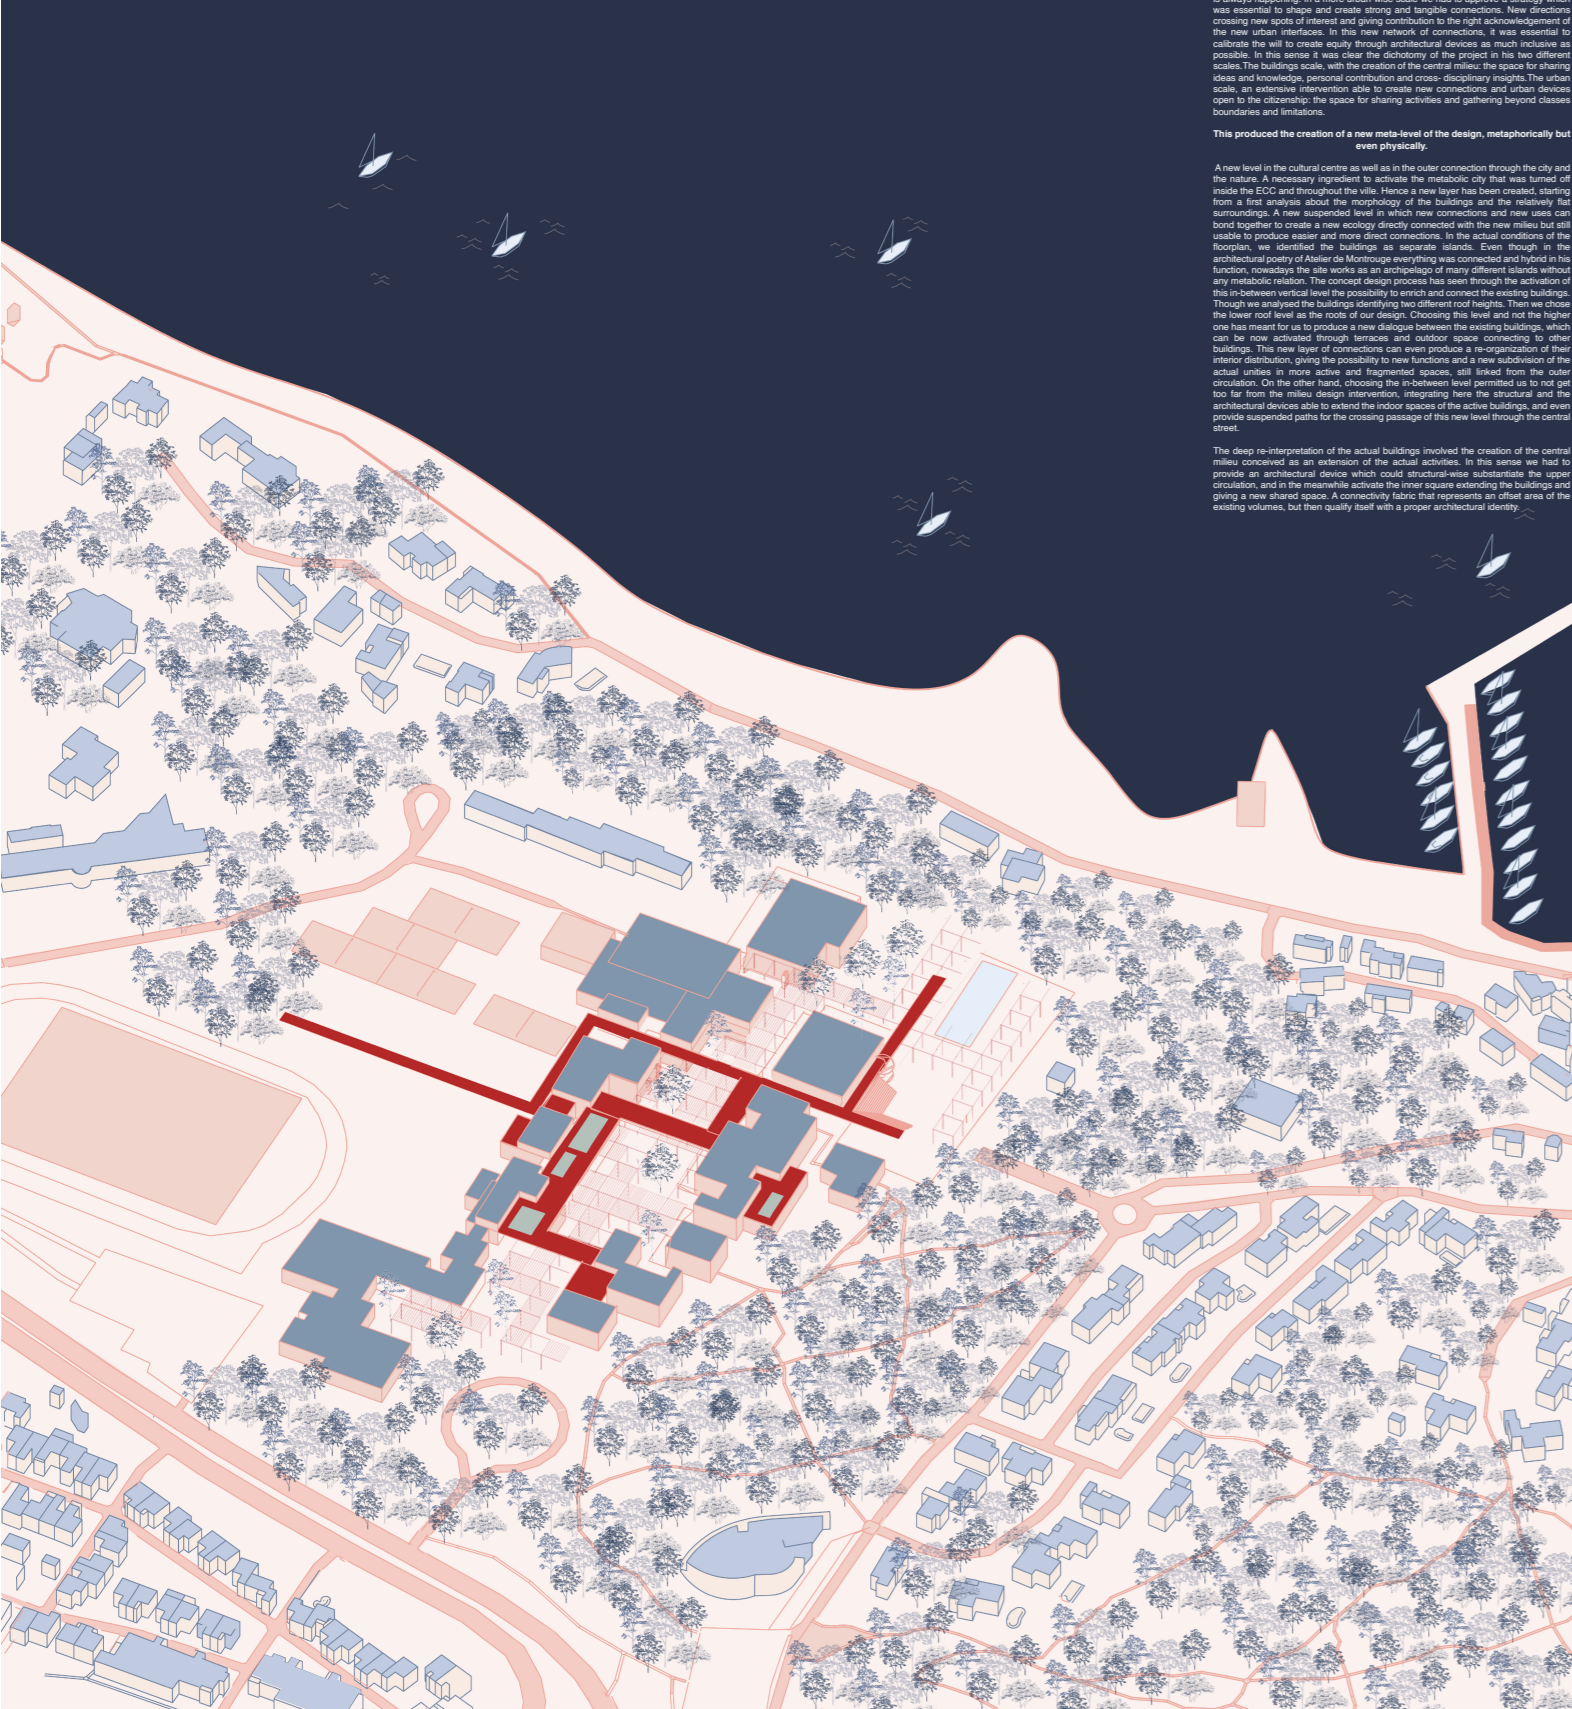 is always happening. In a more urban wise scale we had to approve a strategy which
was essential to shape and create strong and tangible connections. New directions
crossing new spots of interest and giving contribution to the right acknowledgement of
the new urban interfaces. In this new network of connections, it was essential to
calibrate the will to create equity through architectural devices as much inclusive as
possible. In this sense it was clear the dichotomy of the project in his two different
scales.The buildings scale, with the creation of the central milieu: the space for sharing
ideas and knowledge, personal contribution and cross- disciplinary insights.The urban
scale, an extensive intervention able to create new connections and urban devices
open to the citizenship: the space for sharing activities and gathering beyond classes
boundaries and limitations.
This produced the creation of a new meta-level of the design, metaphorically but
even physically.
A new level in the cultural centre as well as in the outer connection through the city and
the nature. A necessary ingredient to activate the metabolic city that was turned off
inside the ECC and throughout the ville. Hence a new layer has been created, starting
from a first analysis about the morphology of the buildings and the relatively flat
surroundings. A new suspended level in which new connections and new uses can
bond together to create a new ecology directly connected with the new milieu but still
usable to produce easier and more direct connections. In the actual conditions of the
floorplan, we identified the buildings as separate islands. Even though in the
architectural poetry of Atelier de Montrouge everything was connected and hybrid in his
function, nowadays the site works as an archipelago of many different islands without
any metabolic relation. The concept design process has seen through the activation of
this in-between vertical level the possibility to enrich and connect the existing buildings.
Though we analysed the buildings identifying two different roof heights. Then we chose
the lower roof level as the roots of our design. Choosing this level and not the higher
one has meant for us to produce a new dialogue between the existing buildings, which
can be now activated through terraces and outdoor space connecting to other
buildings. This new layer of connections can even produce a re-organization of their
interior distribution, giving the possibility to new functions and a new subdivision of the
actual unities in more active and fragmented spaces, still linked from the outer
circulation. On the other hand, choosing the in-between level permitted us to not get
too far from the milieu design intervention, integrating here the structural and the
architectural devices able to extend the indoor spaces of the active buildings, and even
provide suspended paths for the crossing passage of this new level through the central
street.
The deep re-interpretation of the actual buildings involved the creation of the central
milieu conceived as an extension of the actual activities. In this sense we had to
provide an architectural device which could structural-wise substantiate the upper
circulation, and in the meanwhile activate the inner square extending the buildings and
giving a new shared space. A connectivity fabric that represents an offset area of the
existing volumes, but then qualify itself with a proper architectural identity.